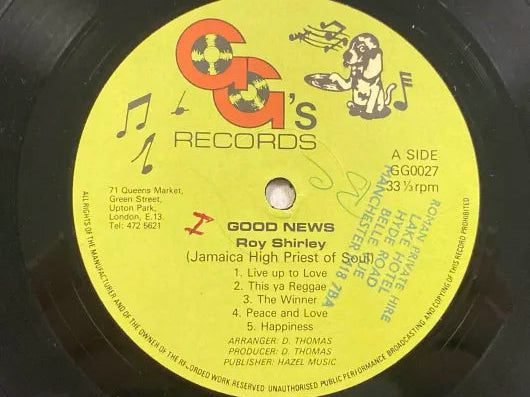 GG's
RECORDS
71 Queens Market,
Green Street,
Upton Park,
London, E.13.
Tel: 472 5621
A SIDE
GG0027
33⅓rpm
I
GOOD NEWS
Roy Shirley
(Jamaica High Priest of Soul)
1. Live up to Love
2. This ya Reggae
3. The Winner
4. Peace and Love
5. Happiness
ARRANGER: D. THOMAS
PRODUCER: D. THOMAS
PUBLISHER: HAZEL MUSIC
ROYAN PRIVATE HIRE
LAKE HOTEL
HYDE ROAD
BELLE VUE
MANCHESTER M18 7BA
ALL RIGHTS OF THE MANUFACTURER AND OF THE OWNER OF THE RECORDED WORK RESERVED UNAUTHORISED PUBLIC PERFORMANCE BROADCASTING AND COPYING OF THIS RECORD PROHIBITED